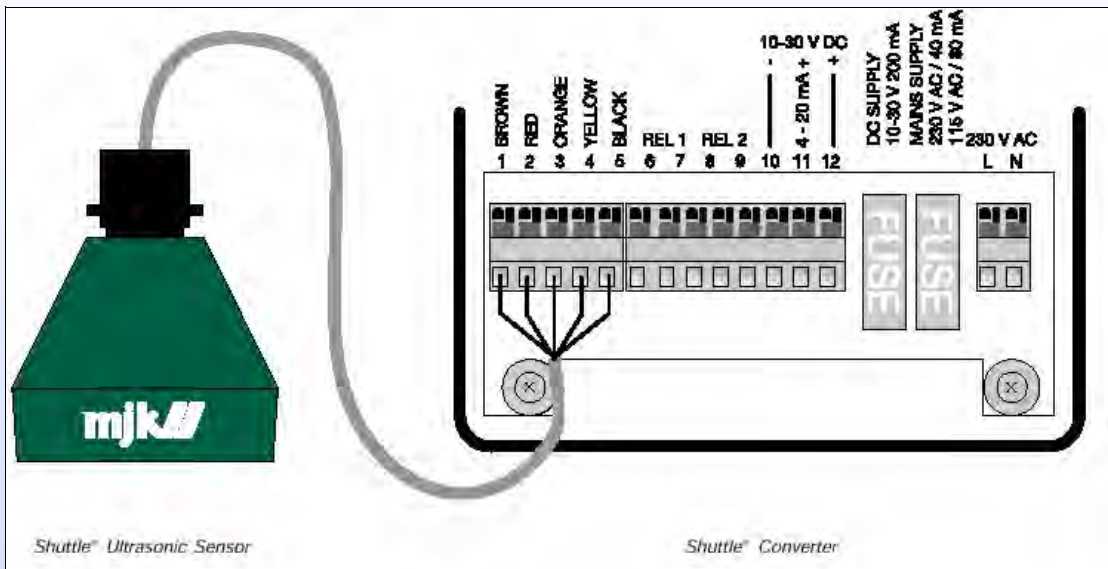 10-30 V DC
- 4 - 20 mA + +
BROWN
RED
ORANGE
YELLOW
BLACK
REL 1 REL 2
DC SUPPLY
10-30 V 200 mA
MAINS SUPPLY
230 V AC / 40 mA
115 V AC / 80 mA
230 V AC
1 2 3 4 5 6 7 8 9 10 11 12 L N
FUSE FUSE
mjk
Shuttle® Ultrasonic Sensor
Shuttle® Converter